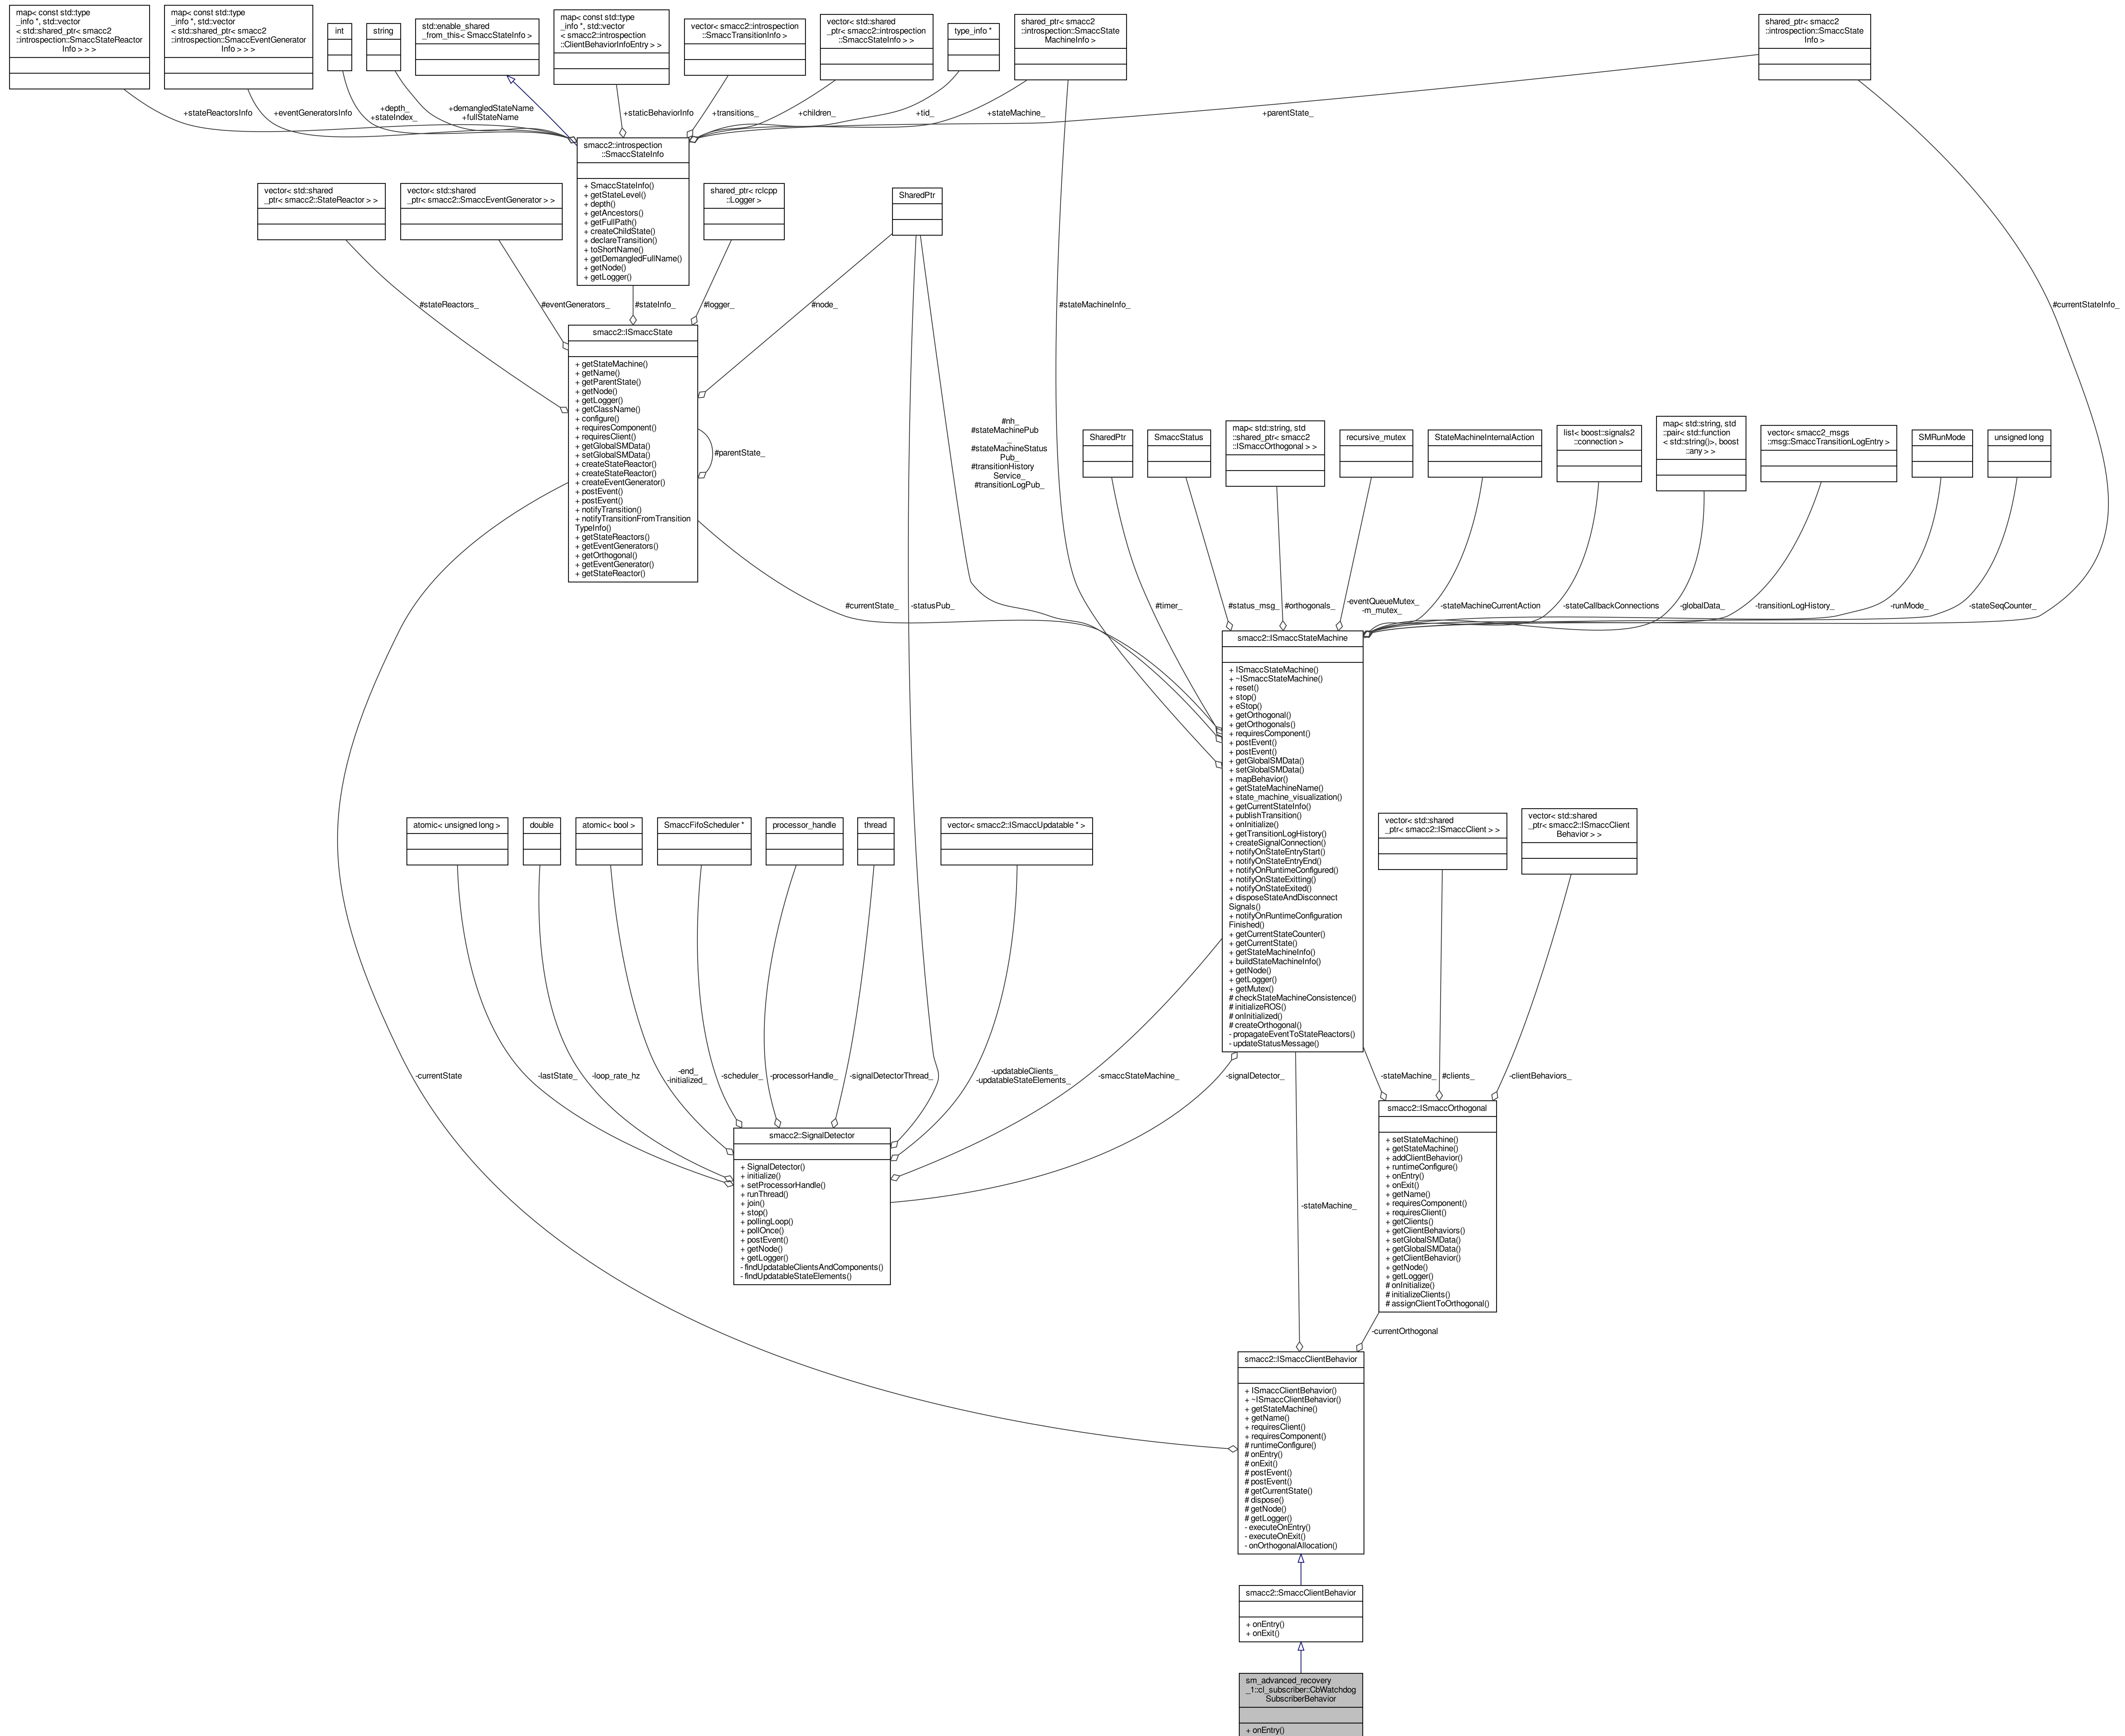 map< const std::type
_info *, std::vector
< std::shared_ptr< smacc2
::introspection::SmaccStateReactor
Info > > >
map< const std::type
_info *, std::vector
< std::shared_ptr< smacc2
::introspection::SmaccEventGenerator
Info > > >
int
string
std::enable_shared
_from_this< SmaccStateInfo >
map< const std::type
_info *, std::vector
< smacc2::introspection
::ClientBehaviorInfoEntry > >
vector< smacc2::introspection
::SmaccTransitionInfo >
vector< std::shared
_ptr< smacc2::introspection
::SmaccStateInfo > >
type_info *
shared_ptr< smacc2
::introspection::SmaccState
MachineInfo >
shared_ptr< smacc2
::introspection::SmaccState
Info >
+stateReactorsInfo
+eventGeneratorsInfo
+depth_
+stateIndex_
+demangledStateName
+fullStateName
+staticBehaviorInfo
+transitions_
+children_
+tid_
+stateMachine_
+parentState_
smacc2::introspection
::SmaccStateInfo
+ SmaccStateInfo()
+ getStateLevel()
+ depth()
+ getAncestors()
+ getFullPath()
+ createChildState()
+ declareTransition()
+ toShortName()
+ getDemangledFullName()
+ getNode()
+ getLogger()
vector< std::shared
_ptr< smacc2::StateReactor > >
vector< std::shared
_ptr< smacc2::SmaccEventGenerator > >
shared_ptr< rclcpp
::Logger >
SharedPtr
#stateReactors_
#eventGenerators_
#stateInfo_
#logger_
#node_
#stateMachineInfo_
#currentStateInfo_
smacc2::ISmaccState
+ getStateMachine()
+ getName()
+ getParentState()
+ getNode()
+ getLogger()
+ getClassName()
+ configure()
+ requiresComponent()
+ requiresClient()
+ getGlobalSMData()
+ setGlobalSMData()
+ createStateReactor()
+ createStateReactor()
+ createEventGenerator()
+ postEvent()
+ postEvent()
+ notifyTransition()
+ notifyTransitionFromTransition
TypeInfo()
+ getStateReactors()
+ getEventGenerators()
+ getOrthogonal()
+ getEventGenerator()
+ getStateReactor()
#parentState_
#nh_
#stateMachinePub
_
#stateMachineStatus
Pub_
#transitionHistory
Service_
#transitionLogPub_
SharedPtr
SmaccStatus
map< std::string, std
::shared_ptr< smacc2
::ISmaccOrthogonal > >
recursive_mutex
StateMachineInternalAction
list< boost::signals2
::connection >
map< std::string, std
::pair< std::function
< std::string()>, boost
::any > >
vector< smacc2_msgs
::msg::SmaccTransitionLogEntry >
SMRunMode
unsigned long
#currentState_
-statusPub_
#timer_
#status_msg_
#orthogonals_
-eventQueueMutex_
-m_mutex_
-stateMachineCurrentAction
-stateCallbackConnections
-globalData_
-transitionLogHistory_
-runMode_
-stateSeqCounter_
smacc2::ISmaccStateMachine
+ ISmaccStateMachine()
+ ~ISmaccStateMachine()
+ reset()
+ stop()
+ eStop()
+ getOrthogonal()
+ getOrthogonals()
+ requiresComponent()
+ postEvent()
+ postEvent()
+ getGlobalSMData()
+ setGlobalSMData()
+ mapBehavior()
+ getStateMachineName()
+ state_machine_visualization()
+ getCurrentStateInfo()
+ publishTransition()
+ onInitialize()
+ getTransitionLogHistory()
+ createSignalConnection()
+ notifyOnStateEntryStart()
+ notifyOnStateEntryEnd()
+ notifyOnRuntimeConfigured()
+ notifyOnStateExitting()
+ notifyOnStateExited()
+ disposeStateAndDisconnect
Signals()
+ notifyOnRuntimeConfiguration
Finished()
+ getCurrentStateCounter()
+ getCurrentState()
+ getStateMachineInfo()
+ buildStateMachineInfo()
+ getNode()
+ getLogger()
+ getMutex()
# checkStateMachineConsistence()
# initializeROS()
# onInitialized()
# createOrthogonal()
- propagateEventToStateReactors()
- updateStatusMessage()
atomic< unsigned long >
double
atomic< bool >
SmaccFifoScheduler *
processor_handle
thread
vector< smacc2::ISmaccUpdatable * >
vector< std::shared
_ptr< smacc2::ISmaccClient > >
vector< std::shared
_ptr< smacc2::ISmaccClient
Behavior > >
-currentState
-lastState_
-loop_rate_hz
-end_
-initialized_
-scheduler_
-processorHandle_
-signalDetectorThread_
-updatableClients_
-updatableStateElements_
-smaccStateMachine_
-signalDetector_
-stateMachine_
#clients_
-clientBehaviors_
smacc2::SignalDetector
+ SignalDetector()
+ initialize()
+ setProcessorHandle()
+ runThread()
+ join()
+ stop()
+ pollingLoop()
+ pollOnce()
+ postEvent()
+ getNode()
+ getLogger()
- findUpdatableClientsAndComponents()
- findUpdatableStateElements()
smacc2::ISmaccOrthogonal
+ setStateMachine()
+ getStateMachine()
+ addClientBehavior()
+ runtimeConfigure()
+ onEntry()
+ onExit()
+ getName()
+ requiresComponent()
+ requiresClient()
+ getClients()
+ getClientBehaviors()
+ setGlobalSMData()
+ getGlobalSMData()
+ getClientBehavior()
+ getNode()
+ getLogger()
# onInitialize()
# initializeClients()
# assignClientToOrthogonal()
-stateMachine_
-currentOrthogonal
smacc2::ISmaccClientBehavior
+ ISmaccClientBehavior()
+ ~ISmaccClientBehavior()
+ getStateMachine()
+ getName()
+ requiresClient()
+ requiresComponent()
# runtimeConfigure()
# onEntry()
# onExit()
# postEvent()
# postEvent()
# getCurrentState()
# dispose()
# getNode()
# getLogger()
- executeOnEntry()
- executeOnExit()
- onOrthogonalAllocation()
smacc2::SmaccClientBehavior
+ onEntry()
+ onExit()
sm_advanced_recovery
_1::cl_subscriber::CbWatchdog
SubscriberBehavior
+ onEntry()